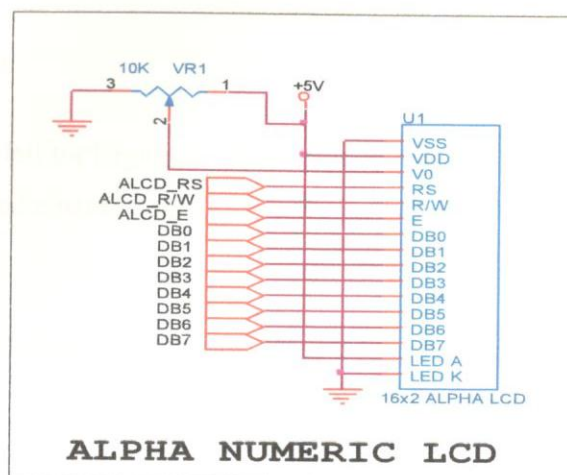 10K VR1
3 1
2
+5V
U1
VSS
VDD
V0
RS
R/W
E
DB0
DB1
DB2
DB3
DB4
DB5
DB6
DB7
LED A
LED K
ALCD_RS
ALCD_R/W
ALCD_E
DB0
DB1
DB2
DB3
DB4
DB5
DB6
DB7
16x2 ALPHA LCD
ALPHA NUMERIC LCD